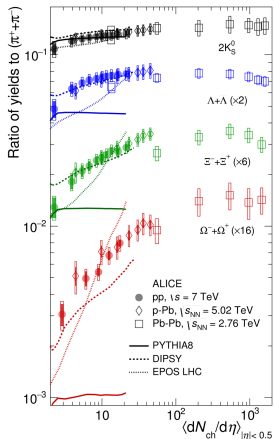 Ratio of yields to (π⁺+π⁻)
10⁻¹
2K⁰S
Λ+Λ̄ (×2)
Ξ⁻+Ξ̄⁺ (×6)
10⁻²
Ω⁻+Ω̄⁺ (×16)
ALICE
pp, √s = 7 TeV
p-Pb, √sNN = 5.02 TeV
Pb-Pb, √sNN = 2.76 TeV
PYTHIA8
DIPSY
EPOS LHC
10⁻³
10 10² 10³
⟨dNch/dη⟩|η| < 0.5